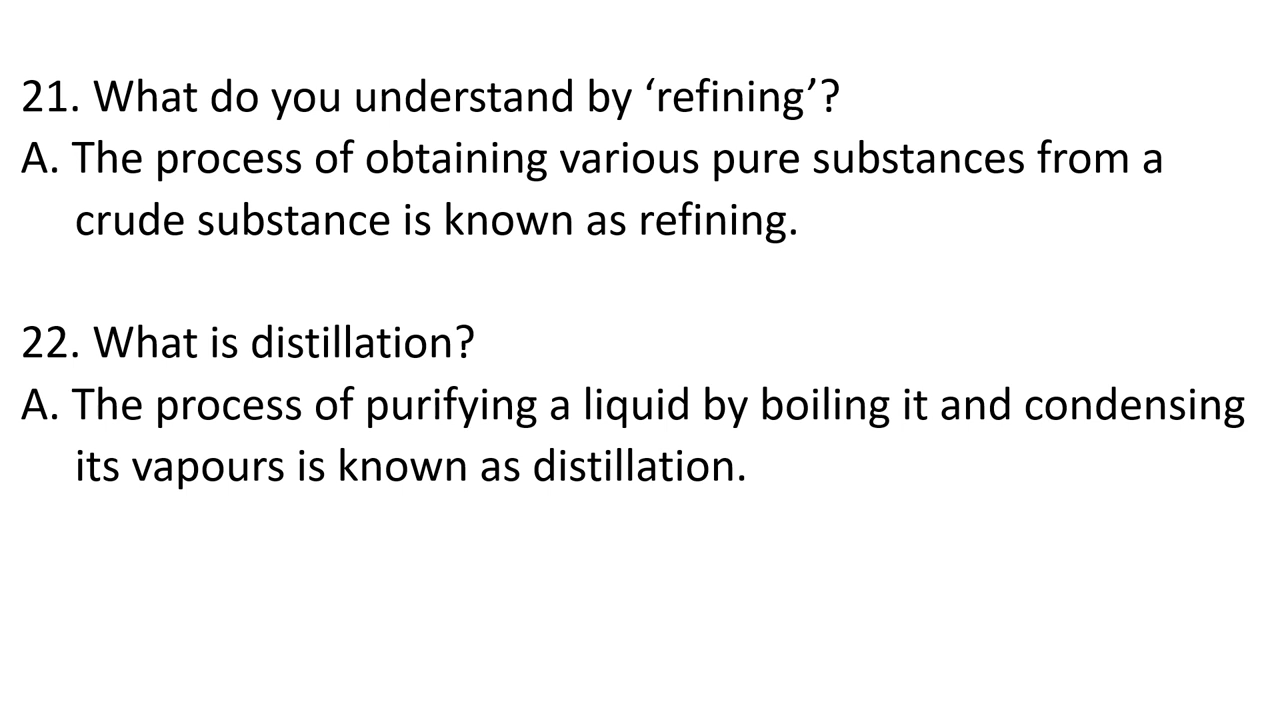 21. What do you understand by ‘refining’?
A. The process of obtaining various pure substances from a
crude substance is known as refining.
22. What is distillation?
A. The process of purifying a liquid by boiling it and condensing
its vapours is known as distillation.